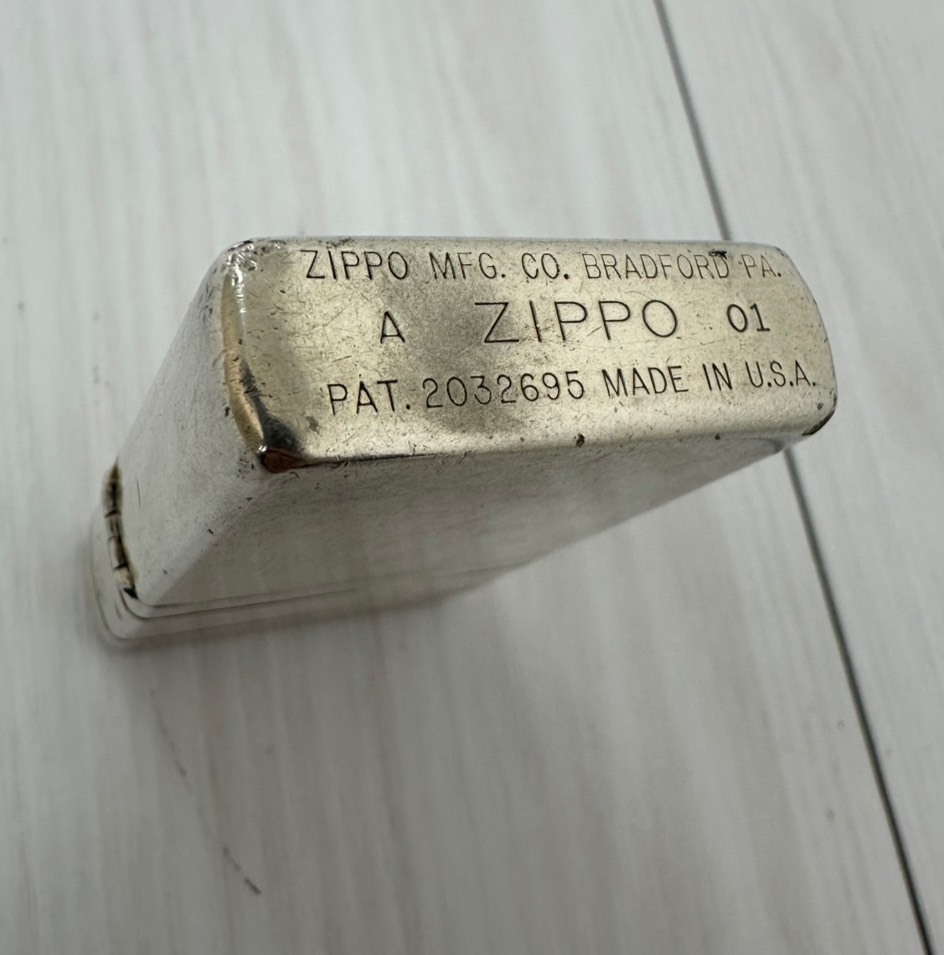 ZIPPO MFG. CO. BRADFORD PA.
A ZIPPO 01
PAT. 2032695 MADE IN U.S.A.